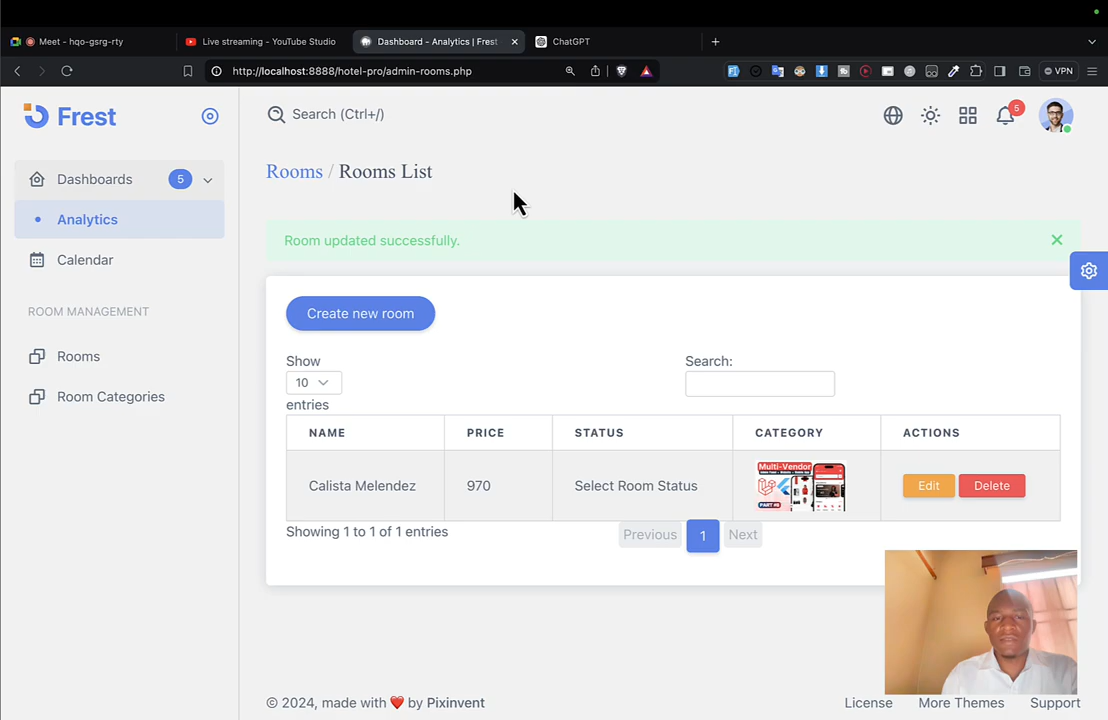 Meet - hqo-gsrg-rty
Live streaming - YouTube Studio
Dashboard - Analytics | Frest
ChatGPT
http://localhost:8888/hotel-pro/admin-rooms.php
VPN
Frest
Search (Ctrl+/)
5
Dashboards
5
Analytics
Calendar
ROOM MANAGEMENT
Rooms
Room Categories
Rooms / Rooms List
Room updated successfully.
Create new room
Show
10
entries
Search:
NAME PRICE STATUS CATEGORY ACTIONS
Calista Melendez 970 Select Room Status Edit Delete
Multi-Vendor
PART #8
Showing 1 to 1 of 1 entries
Previous 1 Next
© 2024, made with ❤️ by Pixinvent
License More Themes Support